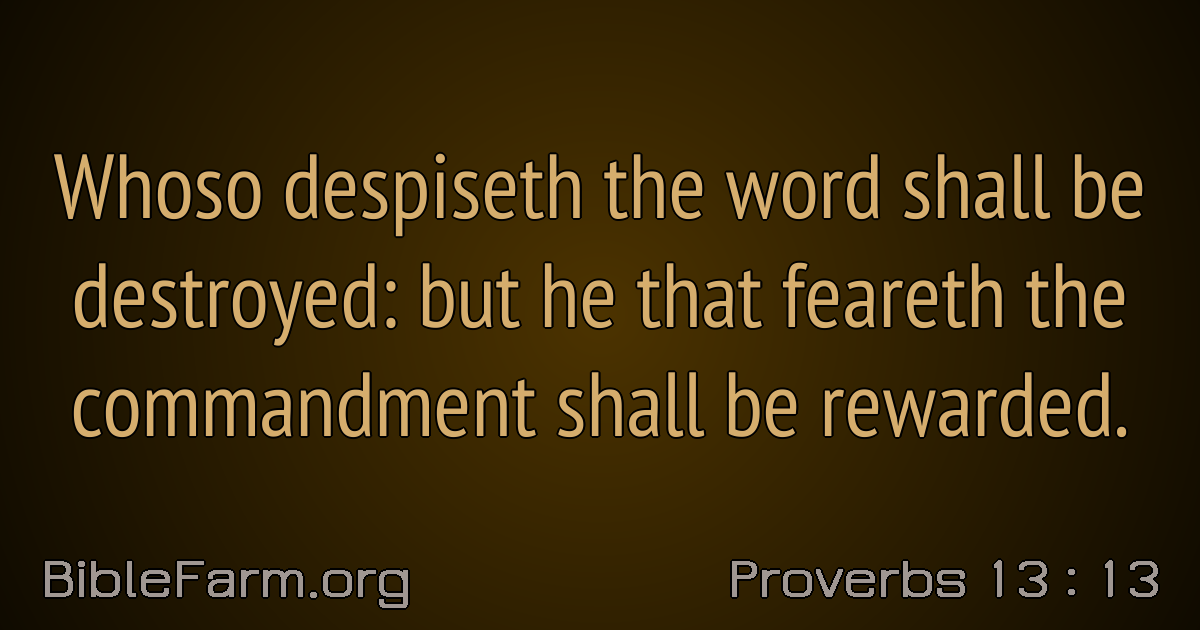 Whoso despiseth the word shall be
destroyed: but he that feareth the
commandment shall be rewarded.
BibleFarm.org
Proverbs 13 : 13